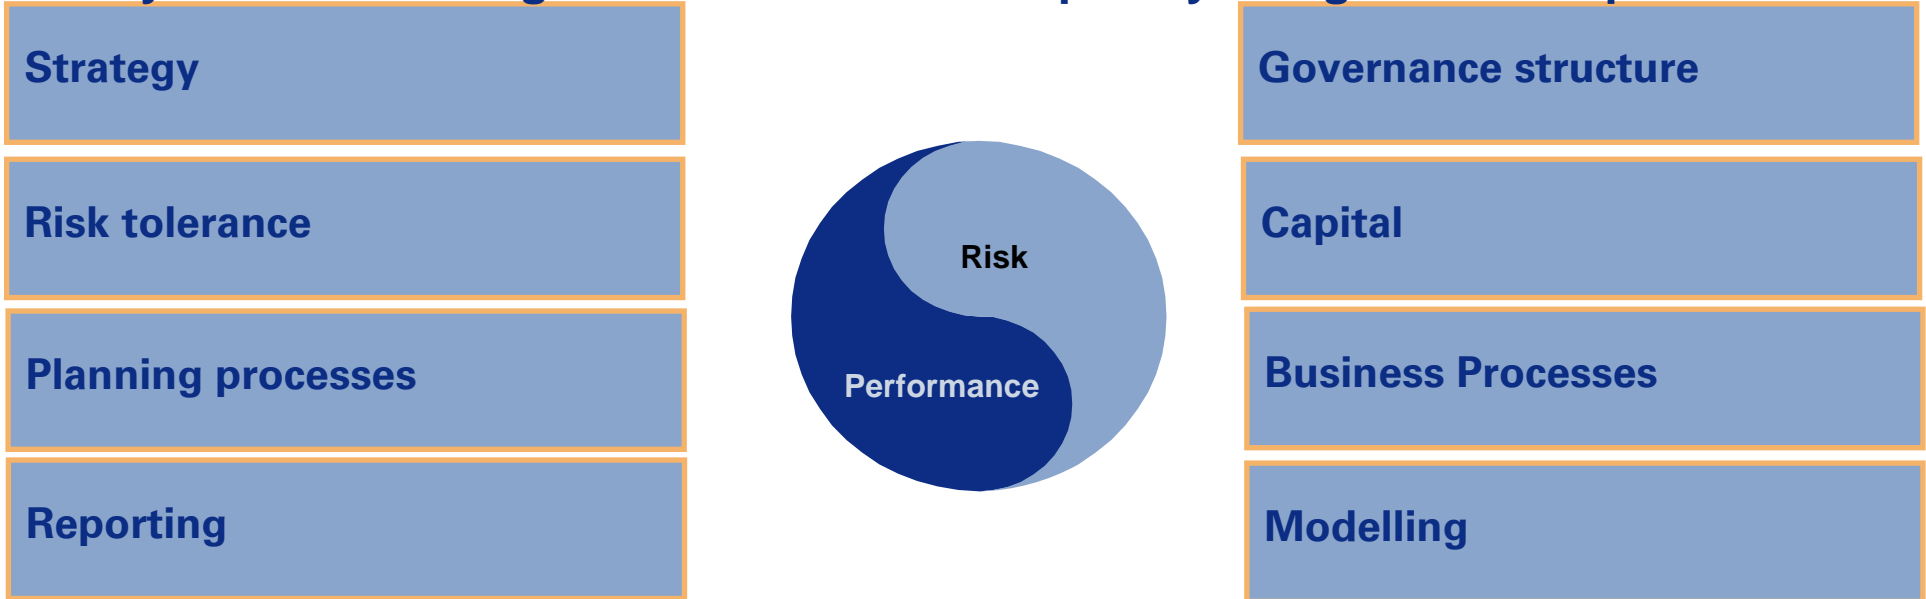 Strategy
Risk tolerance
Planning processes
Reporting
Risk
Performance
Governance structure
Capital
Business Processes
Modelling